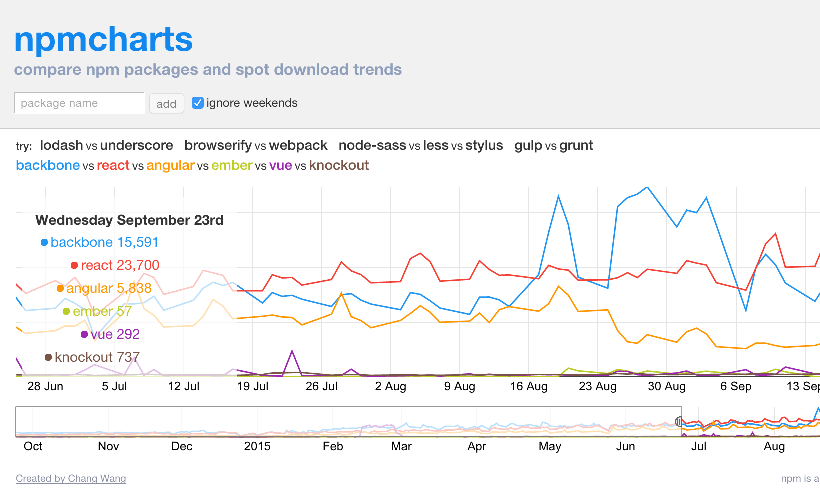 npmcharts
compare npm packages and spot download trends
package name add ignore weekends
try: lodash vs underscore browserify vs webpack node-sass vs less vs stylus gulp vs grunt
backbone vs react vs angular vs ember vs vue vs knockout
Wednesday September 23rd
backbone 15,591
react 23,700
angular 5,838
ember 57
vue 292
knockout 737
28 Jun 5 Jul 12 Jul 19 Jul 26 Jul 2 Aug 9 Aug 16 Aug 23 Aug 30 Aug 6 Sep 13 Sep
Oct Nov Dec 2015 Feb Mar Apr May Jun Jul Aug
Created by Chang Wang npm is a